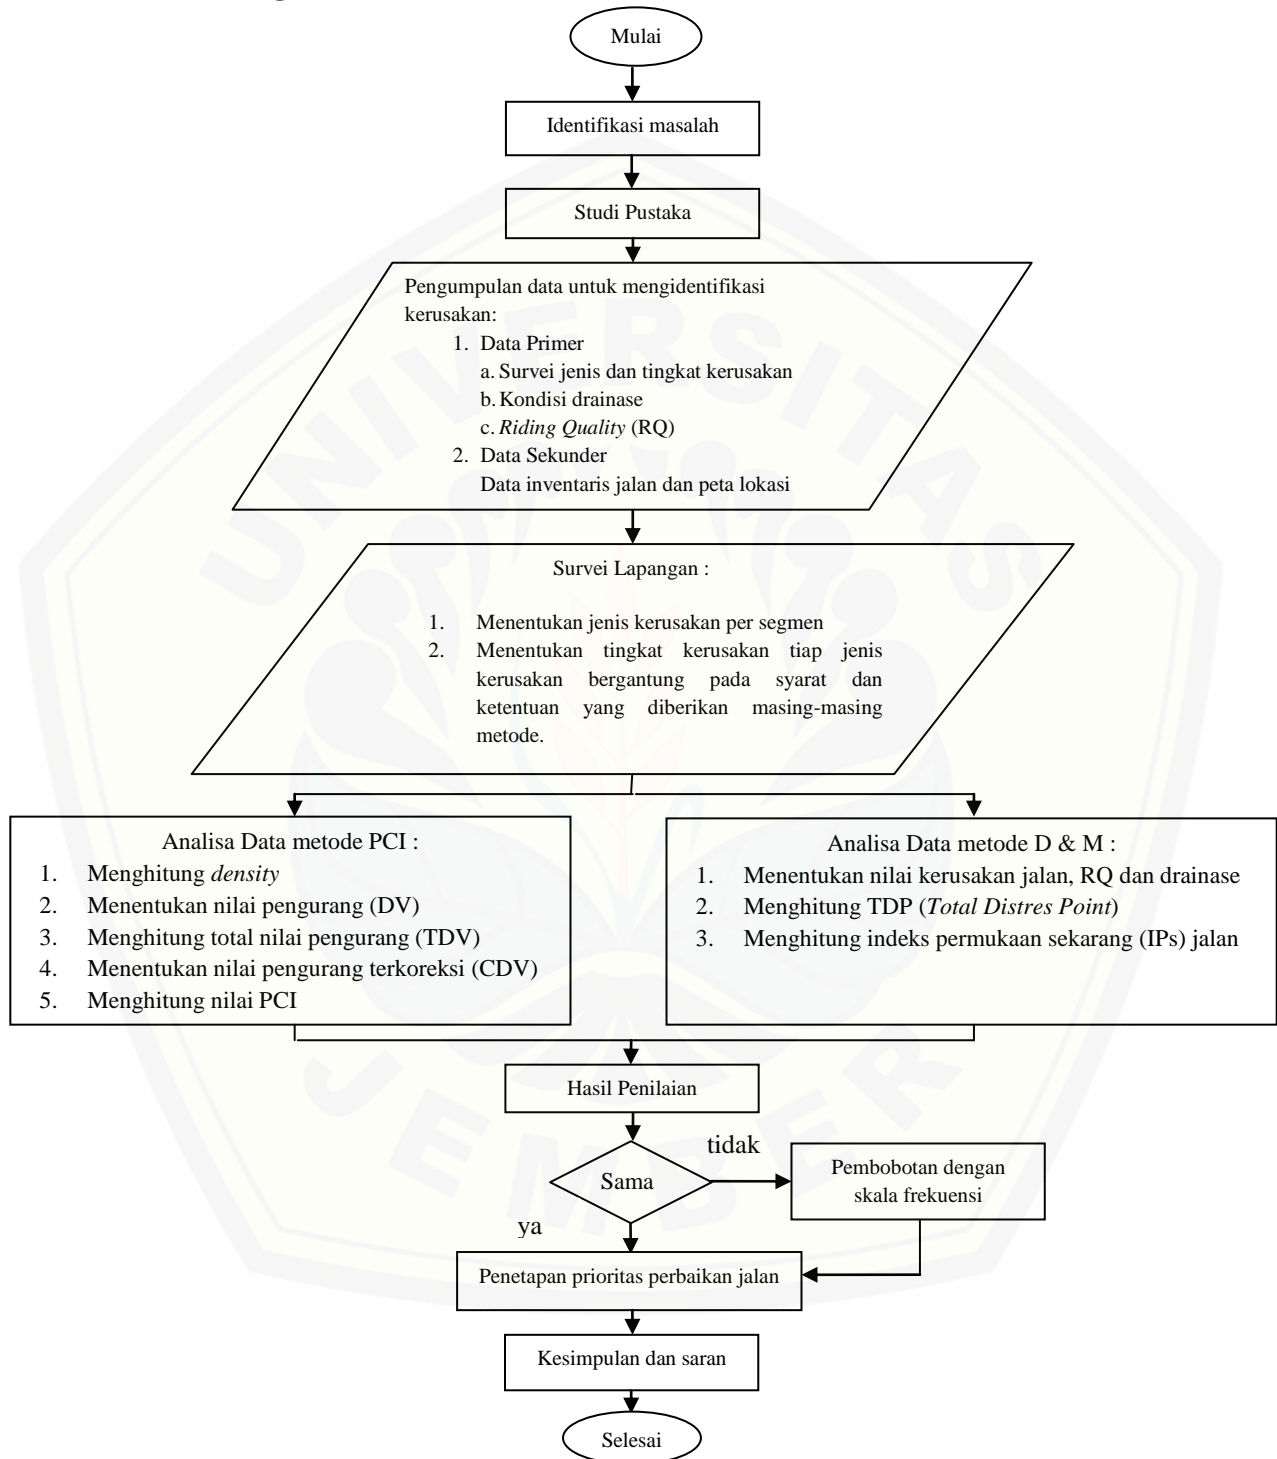 Mulai
Identifikasi masalah
Studi Pustaka
Pengumpulan data untuk mengidentifikasi
kerusakan:
1. Data Primer
a. Survei jenis dan tingkat kerusakan
b. Kondisi drainase
c. Riding Quality (RQ)
2. Data Sekunder
Data inventaris jalan dan peta lokasi
Survei Lapangan :
1. Menentukan jenis kerusakan per segmen
2. Menentukan tingkat kerusakan tiap jenis
kerusakan bergantung pada syarat dan
ketentuan yang diberikan masing-masing
metode.
Analisa Data metode PCI :
1. Menghitung density
2. Menentukan nilai pengurang (DV)
3. Menghitung total nilai pengurang (TDV)
4. Menentukan nilai pengurang terkoreksi (CDV)
5. Menghitung nilai PCI
Analisa Data metode D & M :
1. Menentukan nilai kerusakan jalan, RQ dan drainase
2. Menghitung TDP (Total Distres Point)
3. Menghitung indeks permukaan sekarang (IPs) jalan
Hasil Penilaian
Sama
tidak
Pembobotan dengan
skala frekuensi
ya
Penetapan prioritas perbaikan jalan
Kesimpulan dan saran
Selesai
UNIVERSITAS
JEMBER